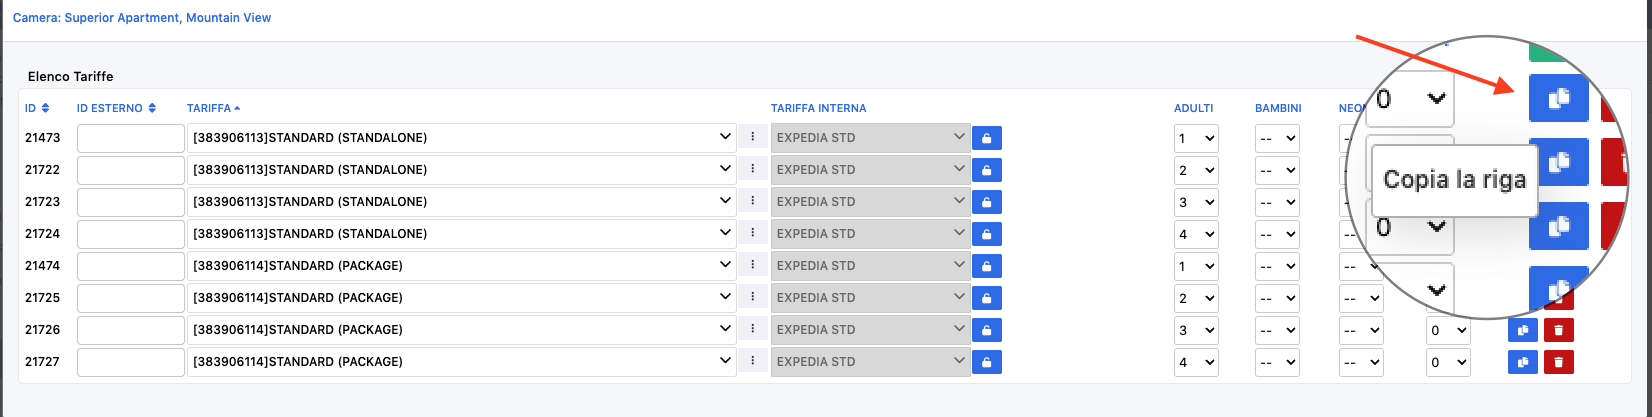 Camera: Superior Apartment, Mountain View
Elenco Tariffe
ID ID ESTERNO TARIFFA TARIFFA INTERNA ADULTI BAMBINI
21473 [383906113]STANDARD (STANDALONE) EXPEDIA STD 1 -- -- 0
21722 [383906113]STANDARD (STANDALONE) EXPEDIA STD 2 --
Copia la riga
21723 [383906113]STANDARD (STANDALONE) EXPEDIA STD 3 --
21724 [383906113]STANDARD (STANDALONE) EXPEDIA STD 4 -- -- 0
21474 [383906114]STANDARD (PACKAGE) EXPEDIA STD 1 -- --
21725 [383906114]STANDARD (PACKAGE) EXPEDIA STD 2 -- --
21726 [383906114]STANDARD (PACKAGE) EXPEDIA STD 3 -- -- 0
21727 [383906114]STANDARD (PACKAGE) EXPEDIA STD 4 -- -- 0